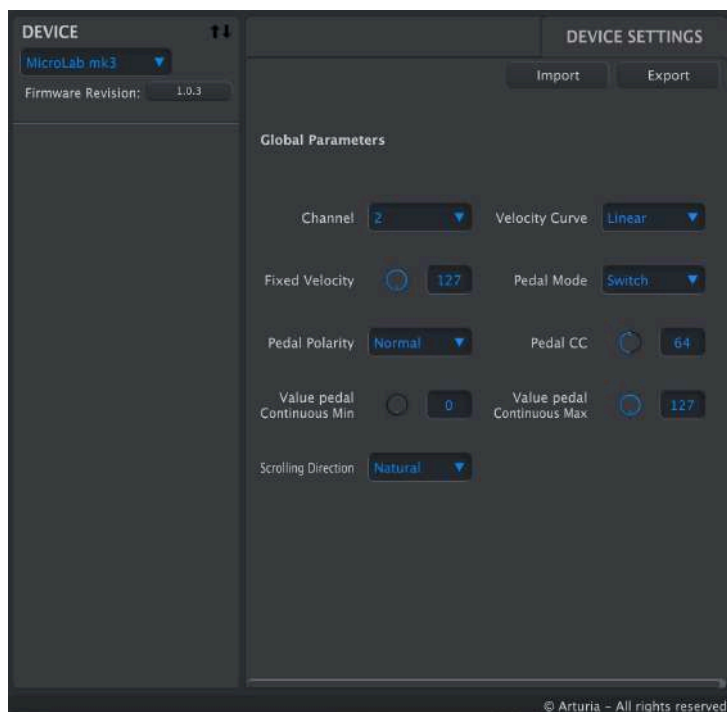 DEVICE
MicroLab mk3
Firmware Revision: 1.0.3
DEVICE SETTINGS
Import Export
Global Parameters
Channel 2 Velocity Curve Linear
Fixed Velocity 127 Pedal Mode Switch
Pedal Polarity Normal Pedal CC 64
Value pedal
Continuous Min 0
Value pedal
Continuous Max 127
Scrolling Direction Natural
© Arturia – All rights reserved